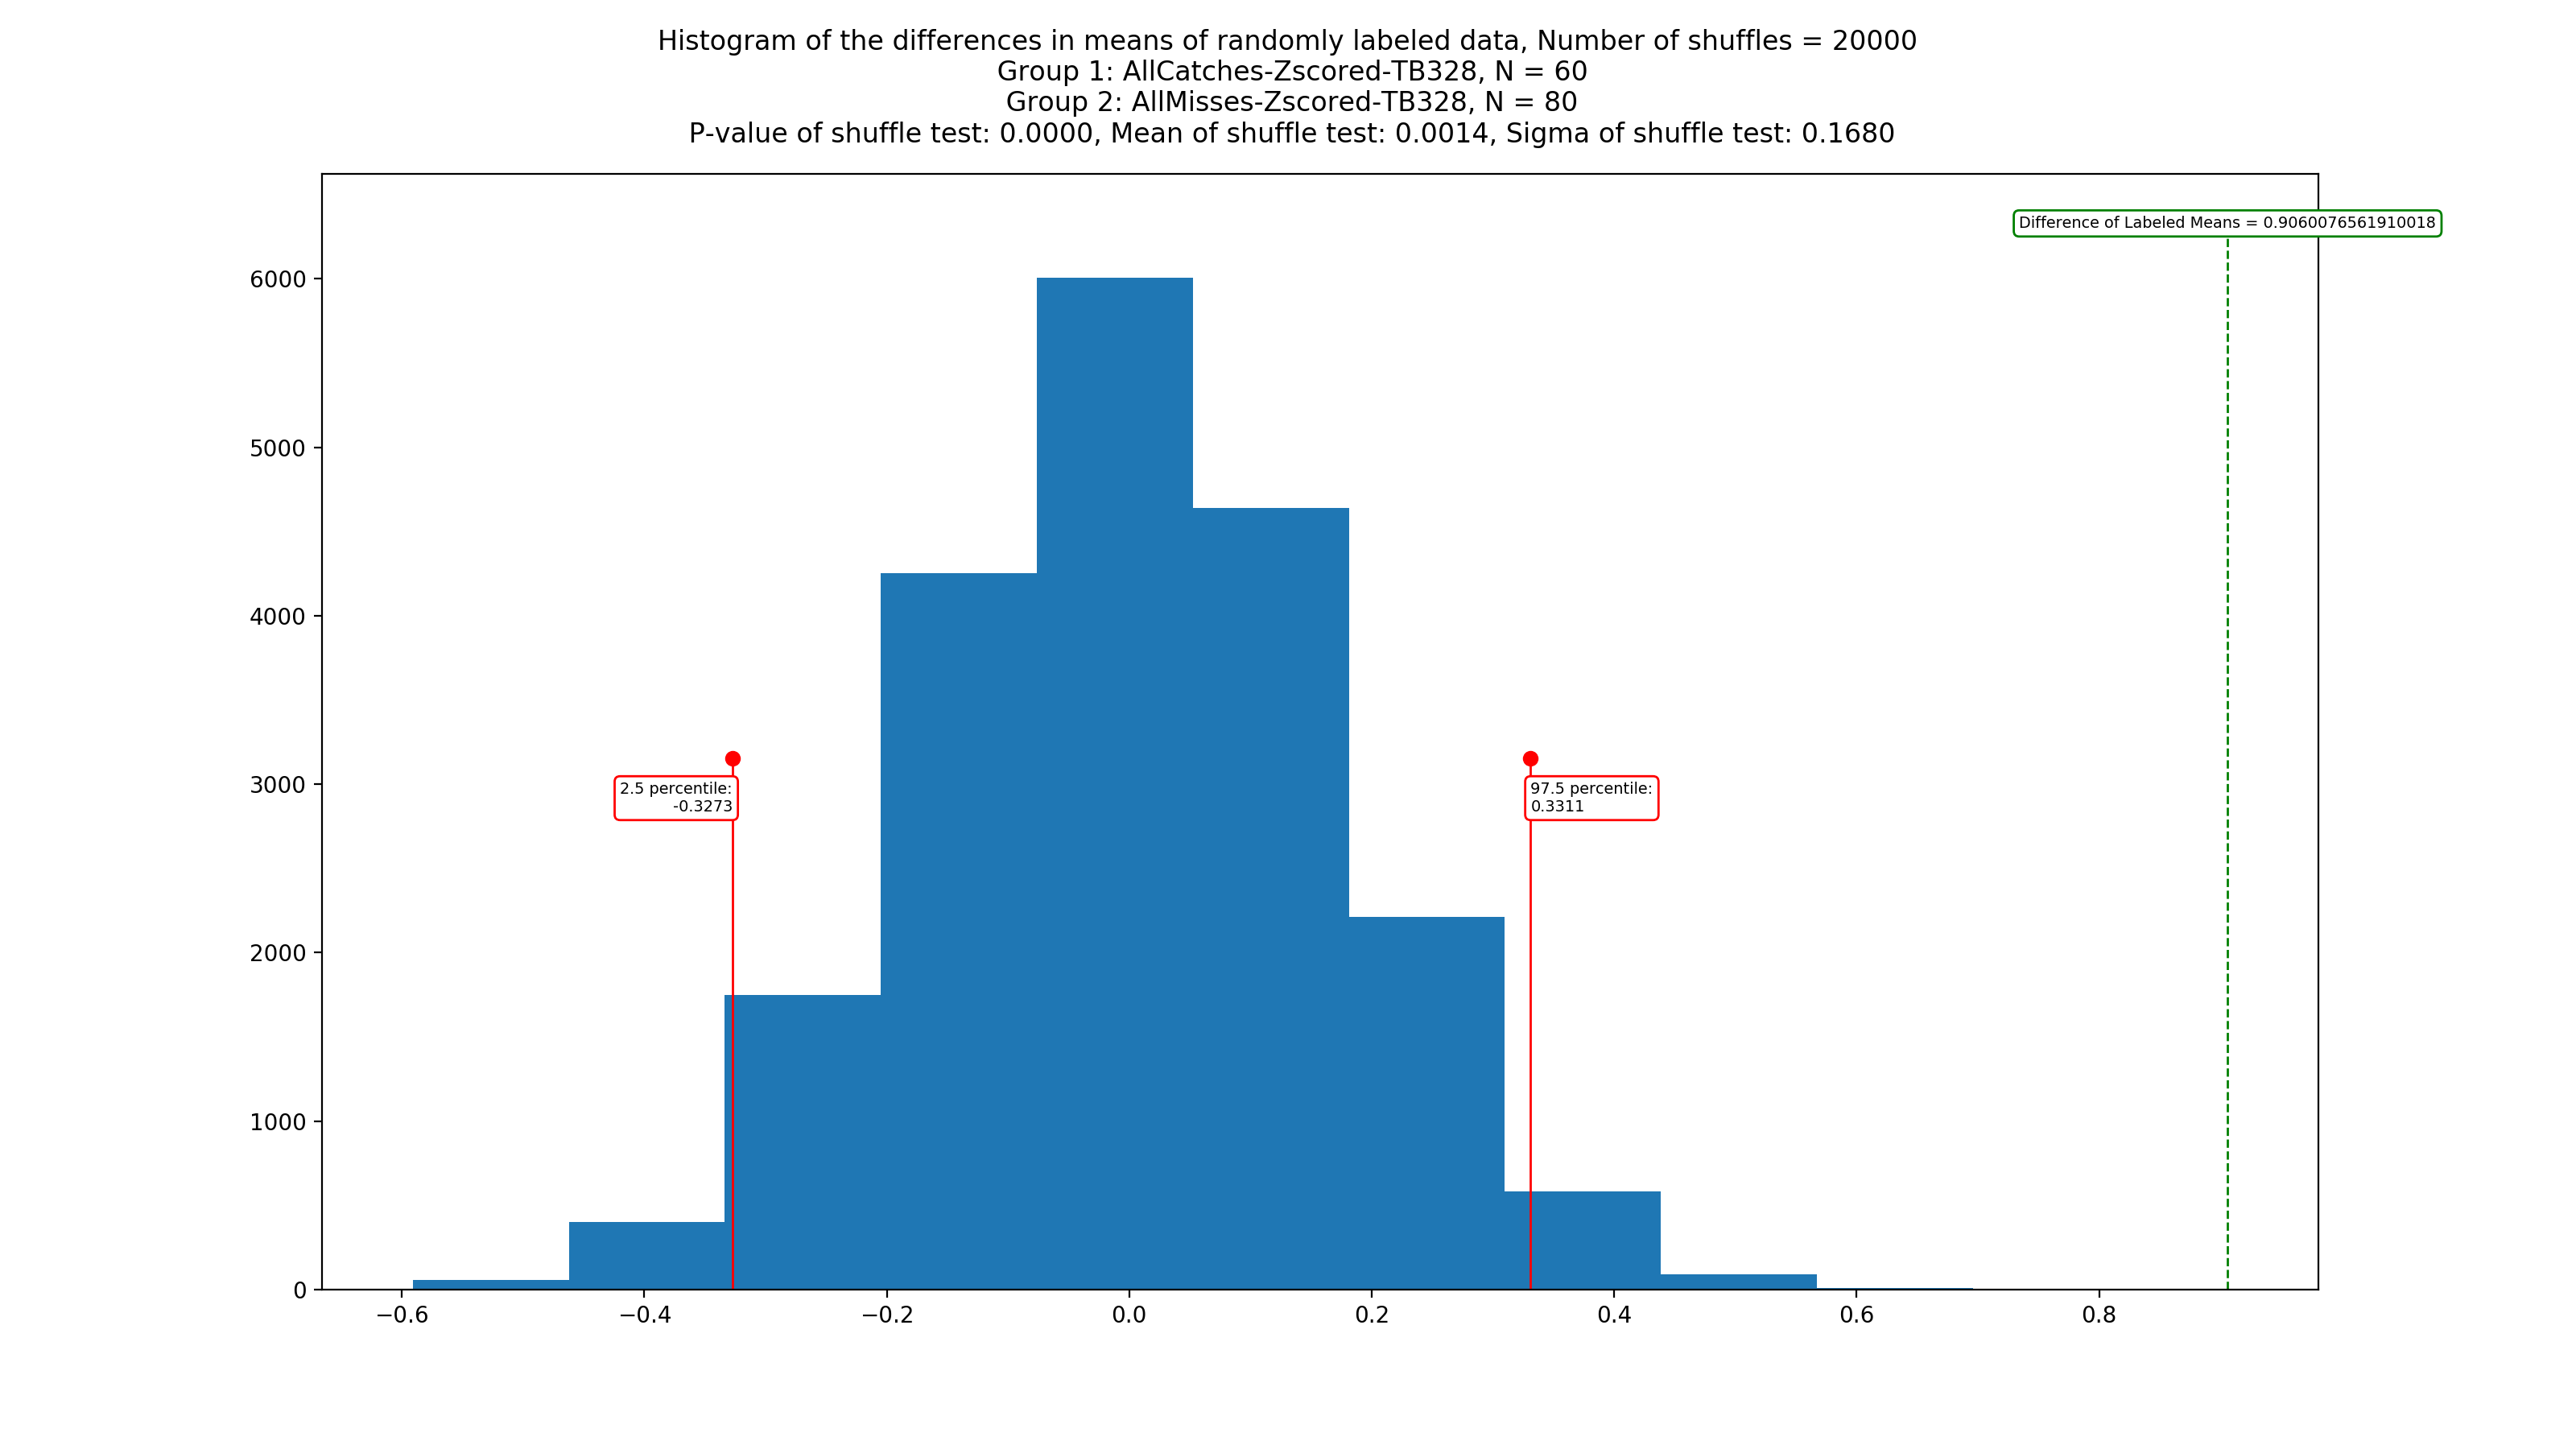 Histogram of the differences in means of randomly labeled data, Number of shuffles = 20000
Group 1: AllCatches-Zscored-TB328, N = 60
Group 2: AllMisses-Zscored-TB328, N = 80
P-value of shuffle test: 0.0000, Mean of shuffle test: 0.0014, Sigma of shuffle test: 0.1680
Difference of Labeled Means = 0.9060076561910018
6000
5000
4000
3000
2000
1000
0
2.5 percentile:
-0.3273
97.5 percentile:
0.3311
−0.6 −0.4 −0.2 0.0 0.2 0.4 0.6 0.8